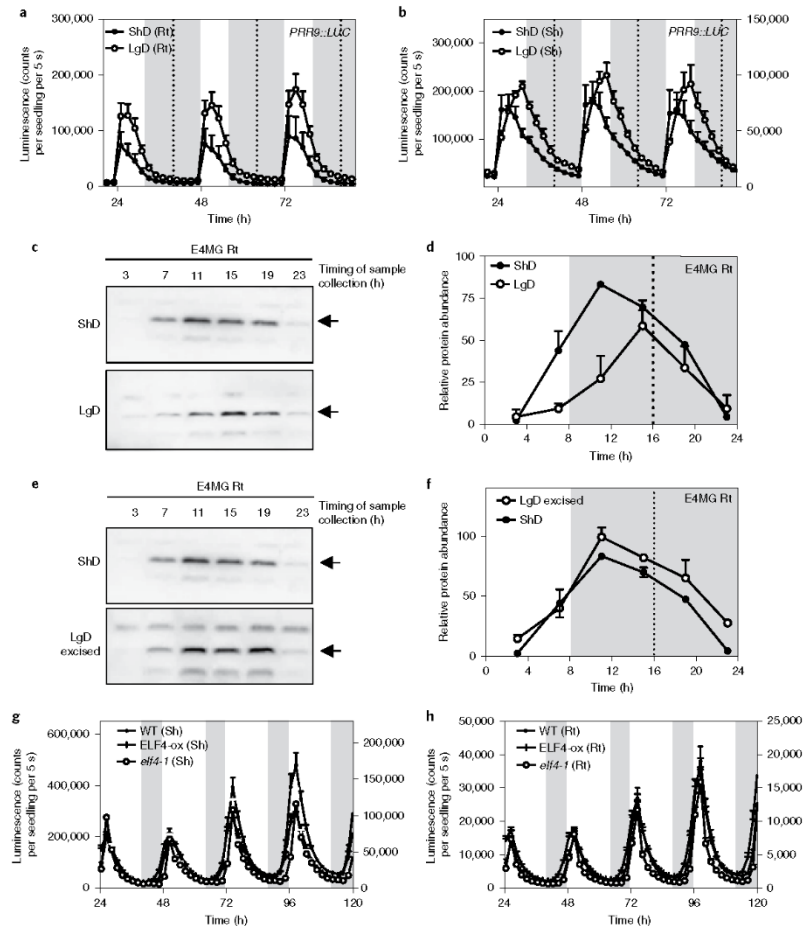 a
300,000
200,000
100,000
0
ShD (Rt)
LgD (Rt)
PRR9::LUC
Luminescence (counts
per seedling per 5 s)
24
48
72
Time (h)
b
300,000
200,000
100,000
150,000
100,000
50,000
0
ShD (Sh)
LgD (Sh)
PRR9::LUC
Luminescence (counts
per seedling per 5 s)
24
48
72
Time (h)
c
E4MG Rt
3 7 11 15 19 23
Timing of sample
collection (h)
ShD
LgD
d
100
75
50
25
0
ShD
LgD
E4MG Rt
Relative protein abundance
0 4 8 12 16 20 24
Time (h)
e
E4MG Rt
3 7 11 15 19 23
Timing of sample
collection (h)
ShD
LgD
excised
f
100
50
0
LgD excised
ShD
E4MG Rt
Relative protein abundance
0 4 8 12 16 20 24
Time (h)
g
600,000
400,000
200,000
0
200,000
150,000
100,000
50,000
0
WT (Sh)
ELF4-ox (Sh)
elf4-1 (Sh)
Luminescence (counts
per seedling per 5 s)
24 48 72 96 120
Time (h)
h
50,000
40,000
30,000
20,000
10,000
0
25,000
20,000
15,000
10,000
5,000
0
WT (Rt)
ELF4-ox (Rt)
elf4-1 (Rt)
Luminescence (counts
per seedling per 5 s)
24 48 72 96 120
Time (h)